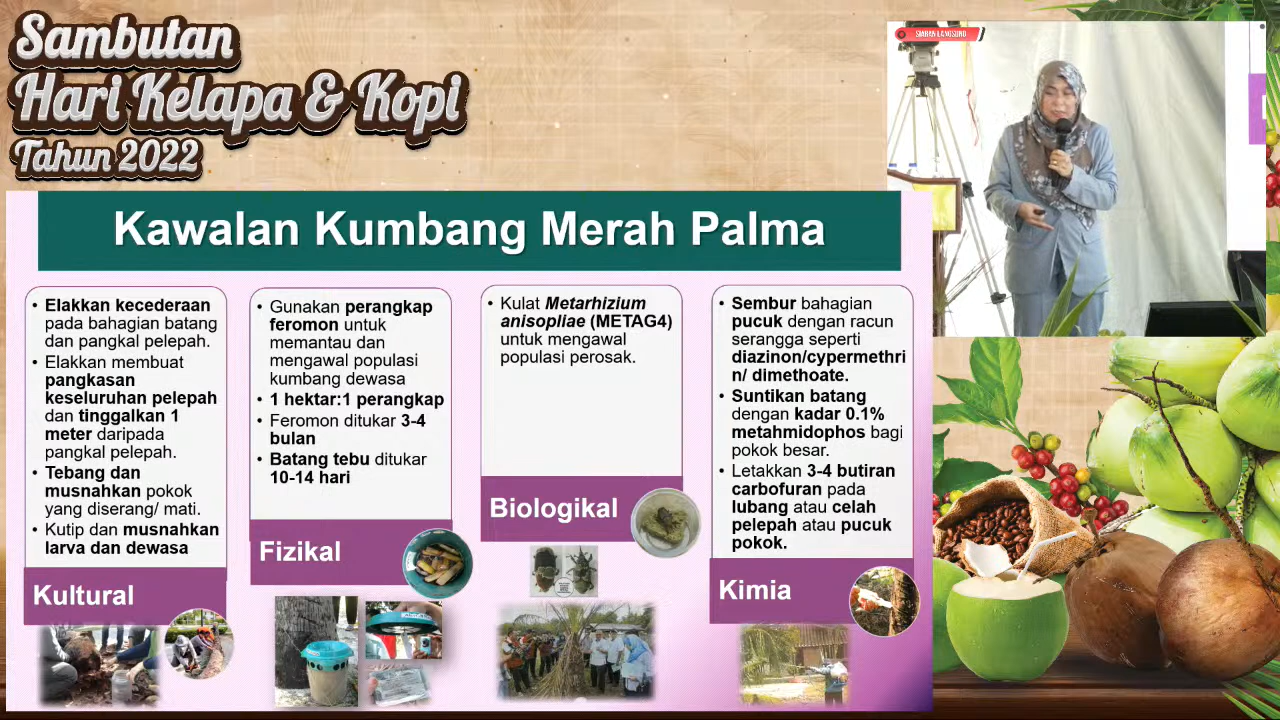 Sambutan
Hari Kelapa & Kopi
Tahun 2022
SIARAN LANGSUNG
Kawalan Kumbang Merah Palma
• Elakkan kecederaan
pada bahagian batang
dan pangkal pelepah.
• Elakkan membuat
pangkasan
keseluruhan pelepah
dan tinggalkan 1
meter daripada
pangkal pelepah.
• Tebang dan
musnahkan pokok
yang diserang/ mati.
• Kutip dan musnahkan
larva dan dewasa
Kultural
• Gunakan perangkap
feromon untuk
memantau dan
mengawal populasi
kumbang dewasa
• 1 hektar:1 perangkap
• Feromon ditukar 3-4
bulan
• Batang tebu ditukar
10-14 hari
Fizikal
• Kulat Metarhizium
anisopliae (METAG4)
untuk mengawal
populasi perosak.
Biologikal
• Sembur bahagian
pucuk dengan racun
serangga seperti
diazinon/cypermethri
n/ dimethoate.
• Suntikan batang
dengan kadar 0.1%
metahmidophos bagi
pokok besar.
• Letakkan 3-4 butiran
carbofuran pada
lubang atau celah
pelepah atau pucuk
pokok.
Kimia